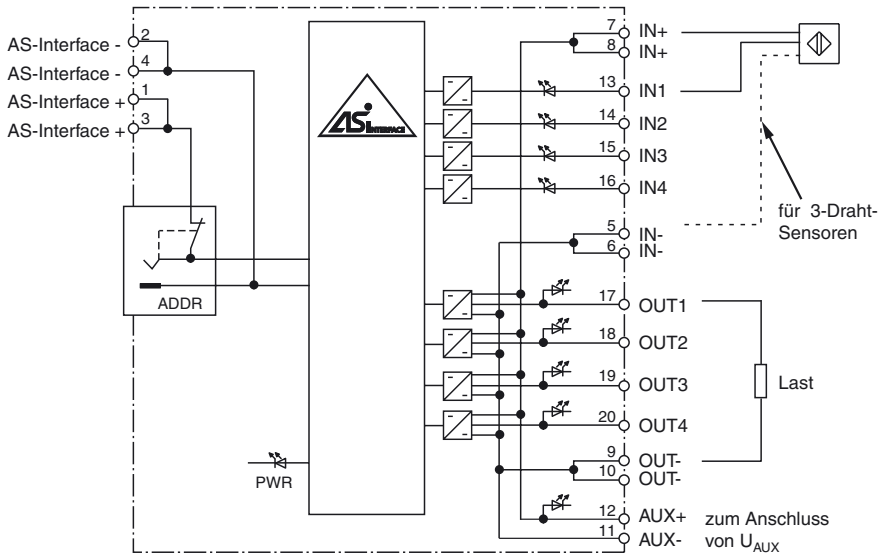 AS-Interface - 2
AS-Interface - 4
AS-Interface + 1
AS-Interface + 3
ADDR
PWR
ASi INTERFACE
7 IN+
8 IN+
13 IN1
14 IN2
15 IN3
16 IN4
5 IN-
6 IN-
17 OUT1
18 OUT2
19 OUT3
20 OUT4
9 OUT-
10 OUT-
12 AUX+
11 AUX-
für 3-Draht-
Sensoren
Last
zum Anschluss
von UAUX